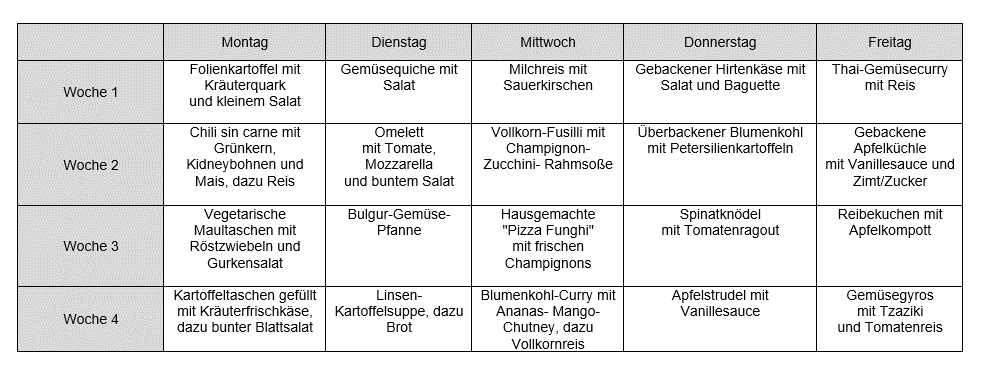 Montag Dienstag Mittwoch Donnerstag Freitag
Woche 1
Folienkartoffel mit
Kräuterquark
und kleinem Salat
Gemüsequiche mit
Salat
Milchreis mit
Sauerkirschen
Gebackener Hirtenkäse mit
Salat und Baguette
Thai-Gemüsecurry
mit Reis
Woche 2
Chili sin carne mit
Grünkern,
Kidneybohnen und
Mais, dazu Reis
Omelett
mit Tomate,
Mozzarella
und buntem Salat
Vollkorn-Fusilli mit
Champignon-
Zucchini- Rahmsoße
Überbackener Blumenkohl
mit Petersilienkartoffeln
Gebackene
Apfelküchle
mit Vanillesauce und
Zimt/Zucker
Woche 3
Vegetarische
Maultaschen mit
Röstzwiebeln und
Gurkensalat
Bulgur-Gemüse-
Pfanne
Hausgemachte
"Pizza Funghi"
mit frischen
Champignons
Spinatknödel
mit Tomatenragout
Reibekuchen mit
Apfelkompott
Woche 4
Kartoffeltaschen gefüllt
mit Kräuterfrischkäse,
dazu bunter Blattsalat
Linsen-
Kartoffelsuppe, dazu
Brot
Blumenkohl-Curry mit
Ananas- Mango-
Chutney, dazu
Vollkornreis
Apfelstrudel mit
Vanillesauce
Gemüsegyros
mit Tzaziki
und Tomatenreis